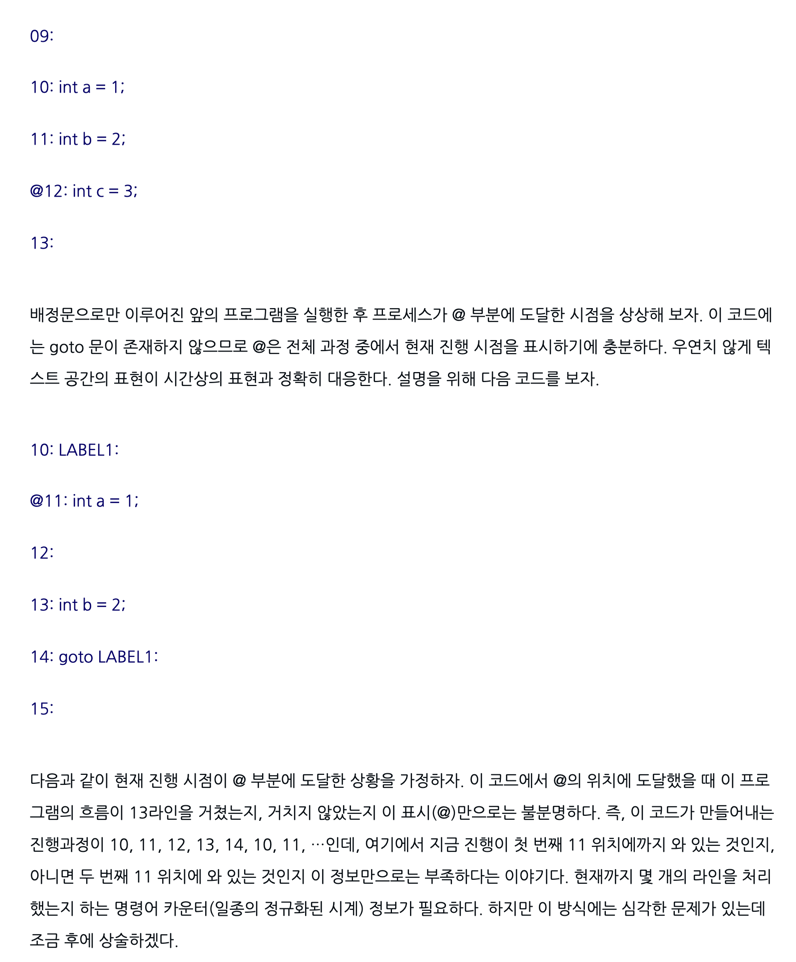 09:
10: int a = 1;
11: int b = 2;
@12: int c = 3;
13:
배정문으로만 이루어진 앞의 프로그램을 실행한 후 프로세스가 @ 부분에 도달한 시점을 상상해 보자. 이 코드에
는 goto 문이 존재하지 않으므로 @은 전체 과정 중에서 현재 진행 시점을 표시하기에 충분하다. 우연치 않게 텍
스트 공간의 표현이 시간상의 표현과 정확히 대응한다. 설명을 위해 다음 코드를 보자.
10: LABEL1:
@11: int a = 1;
12:
13: int b = 2;
14: goto LABEL1:
15:
다음과 같이 현재 진행 시점이 @ 부분에 도달한 상황을 가정하자. 이 코드에서 @의 위치에 도달했을 때 이 프로
그램의 흐름이 13라인을 거쳤는지, 거치지 않았는지 이 표시(@)만으로는 불분명하다. 즉, 이 코드가 만들어내는
진행과정이 10, 11, 12, 13, 14, 10, 11, …인데, 여기에서 지금 진행이 첫 번째 11 위치에까지 와 있는 것인지,
아니면 두 번째 11 위치에 와 있는 것인지 이 정보만으로는 부족하다는 이야기다. 현재까지 몇 개의 라인을 처리
했는지 하는 명령어 카운터(일종의 정규화된 시계) 정보가 필요하다. 하지만 이 방식에는 심각한 문제가 있는데
조금 후에 상술하겠다.